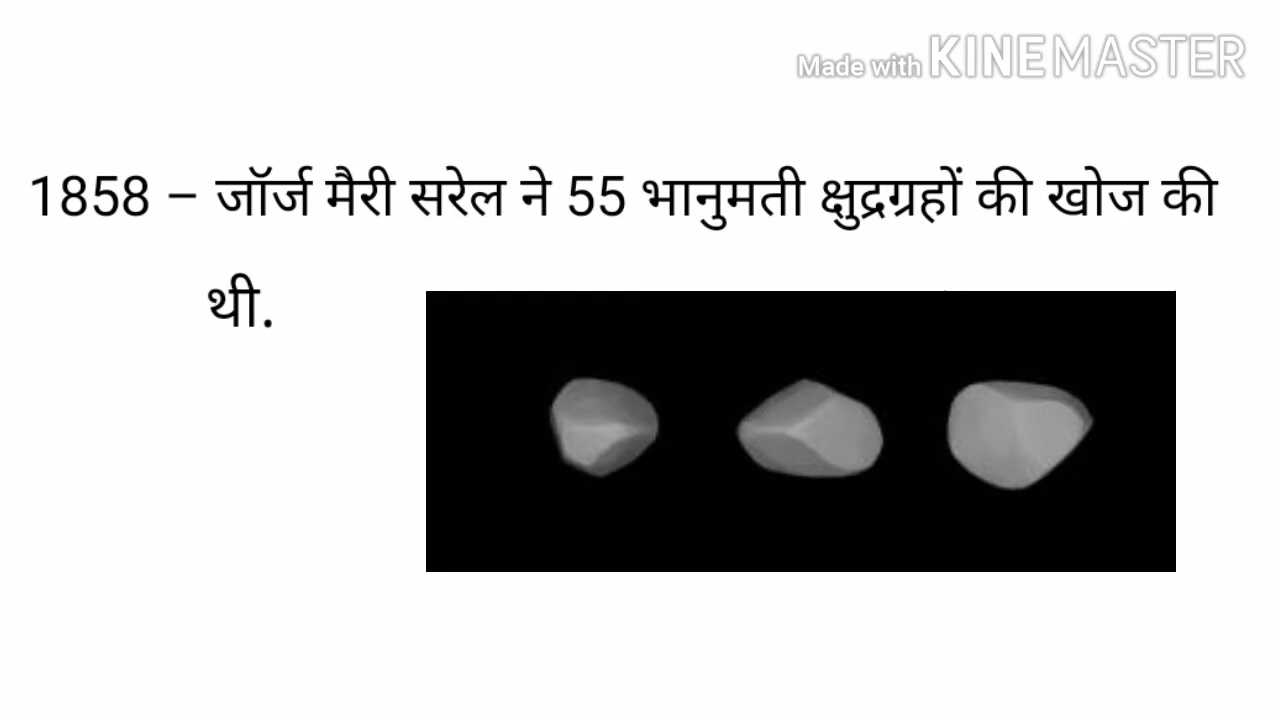 Made with KINEMASTER
1858 – जॉर्ज मैरी सरेल ने 55 भानुमती क्षुद्रग्रहों की खोज की
थी.